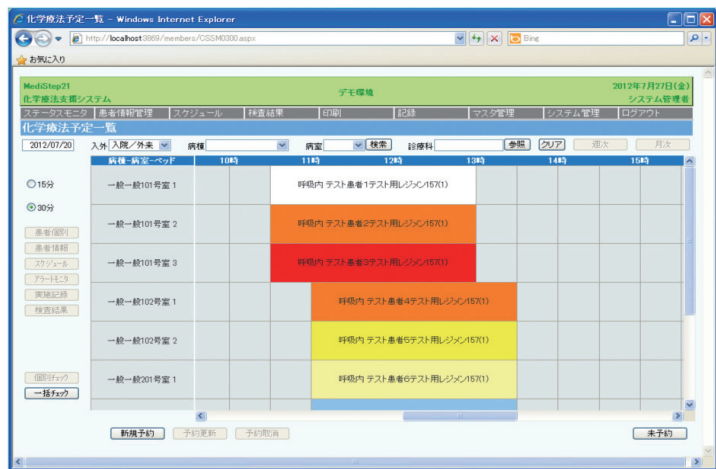 化学療法予定一覧 - Windows Internet Explorer
http://localhost:3869/members/CSSM0300.aspx
Bing
お気に入り
MediStep21
化学療法支援システム
デモ環境
2012年7月27日(金)
システム管理者
ステータスモニタ 患者情報管理 スケジュール 検査結果 印刷 記録 マスタ管理 システム管理 ログアウト
化学療法予定一覧
2012/07/20 入外 入院/外来 病種 病室 検索 診療科 参照 クリア 週次 月次
病種-病室-ベッド 10時 11時 12時 13時 14時 15時
15分
30分
患者個別
患者情報
スケジュール
アラートモニタ
実施記録
検査結果
個別チェック
一括チェック
一般一般101号室 1 呼吸内 テスト患者1テスト用レジメン157(1)
一般一般101号室 2 呼吸内 テスト患者2テスト用レジメン157(1)
一般一般101号室 3 呼吸内 テスト患者3テスト用レジメン157(1)
一般一般102号室 1 呼吸内 テスト患者4テスト用レジメン157(1)
一般一般102号室 2 呼吸内 テスト患者5テスト用レジメン157(1)
一般一般201号室 1 呼吸内 テスト患者6テスト用レジメン157(1)
新規予約 予約更新 予約取消 未予約